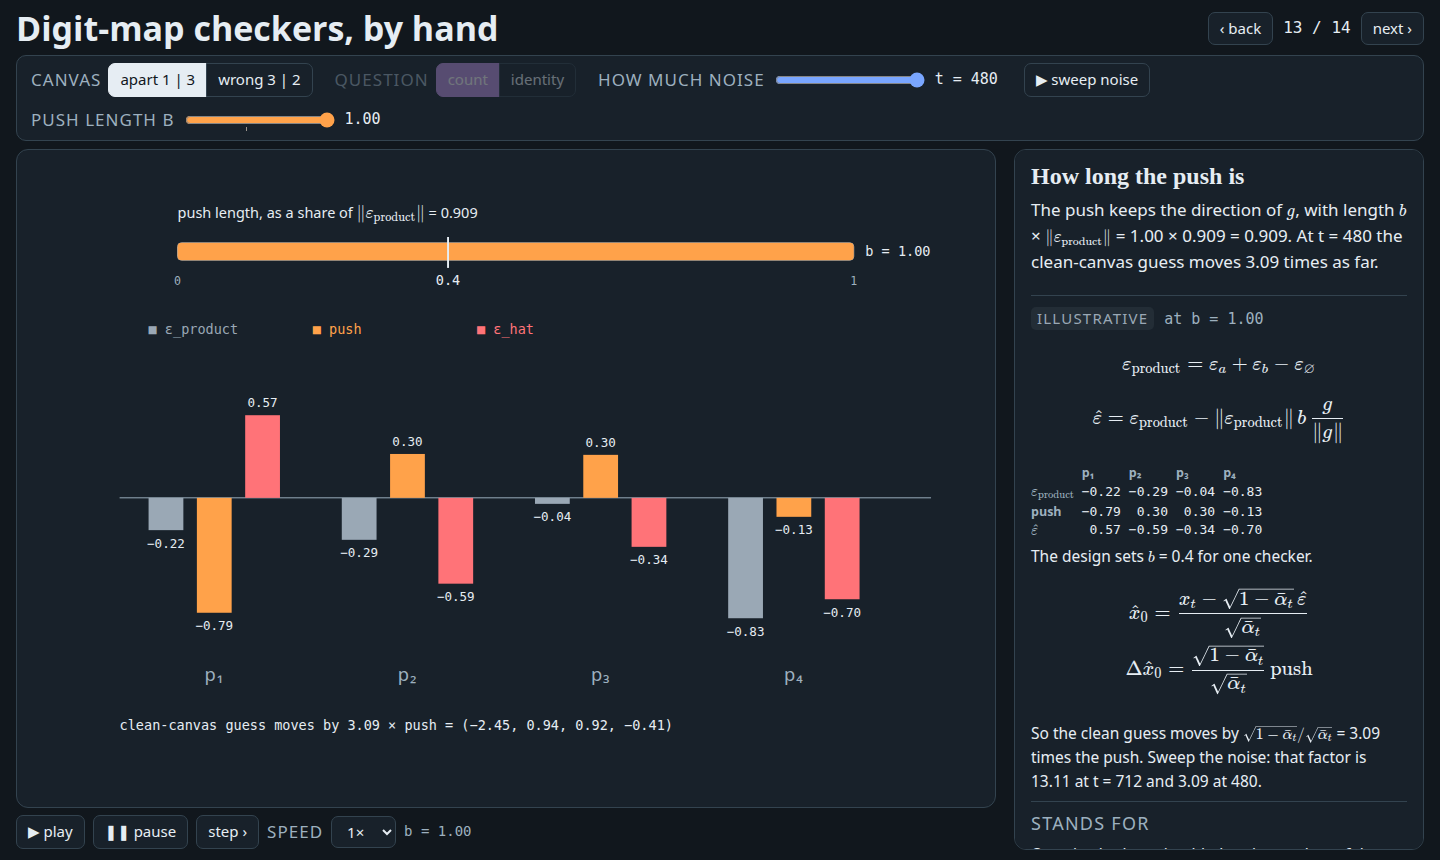 Digit-map checkers, by hand
‹ back 13 / 14 next ›
CANVAS apart 1 | 3 wrong 3 | 2 QUESTION count identity HOW MUCH NOISE t = 480 ▶ sweep noise
PUSH LENGTH B 1.00
push length, as a share of ‖ε_product‖ = 0.909
b = 1.00
0 0.4 1
■ ε_product ■ push ■ ε_hat
0.57
0.30 0.30
−0.04
−0.13
−0.22
−0.29
−0.34
−0.59
−0.70
−0.79
−0.83
p₁ p₂ p₃ p₄
clean-canvas guess moves by 3.09 × push = (−2.45, 0.94, 0.92, −0.41)
▶ play ❚❚ pause step › SPEED 1× b = 1.00
How long the push is
The push keeps the direction of g, with length b
× ‖ε_product‖ = 1.00 × 0.909 = 0.909. At t = 480 the
clean-canvas guess moves 3.09 times as far.
ILLUSTRATIVE at b = 1.00
ε_product = ε_a + ε_b − ε_∅
ε̂ = ε_product − ‖ε_product‖ b g / ‖g‖
p₁ p₂ p₃ p₄
ε_product −0.22 −0.29 −0.04 −0.83
push −0.79 0.30 0.30 −0.13
ε̂ 0.57 −0.59 −0.34 −0.70
The design sets b = 0.4 for one checker.
x̂₀ = (x_t − √(1 − ᾱ_t) ε̂) / √ᾱ_t
Δx̂₀ = √(1 − ᾱ_t) / √ᾱ_t push
So the clean guess moves by √(1 − ᾱ_t)/√ᾱ_t = 3.09
times the push. Sweep the noise: that factor is
13.11 at t = 712 and 3.09 at 480.
STANDS FOR